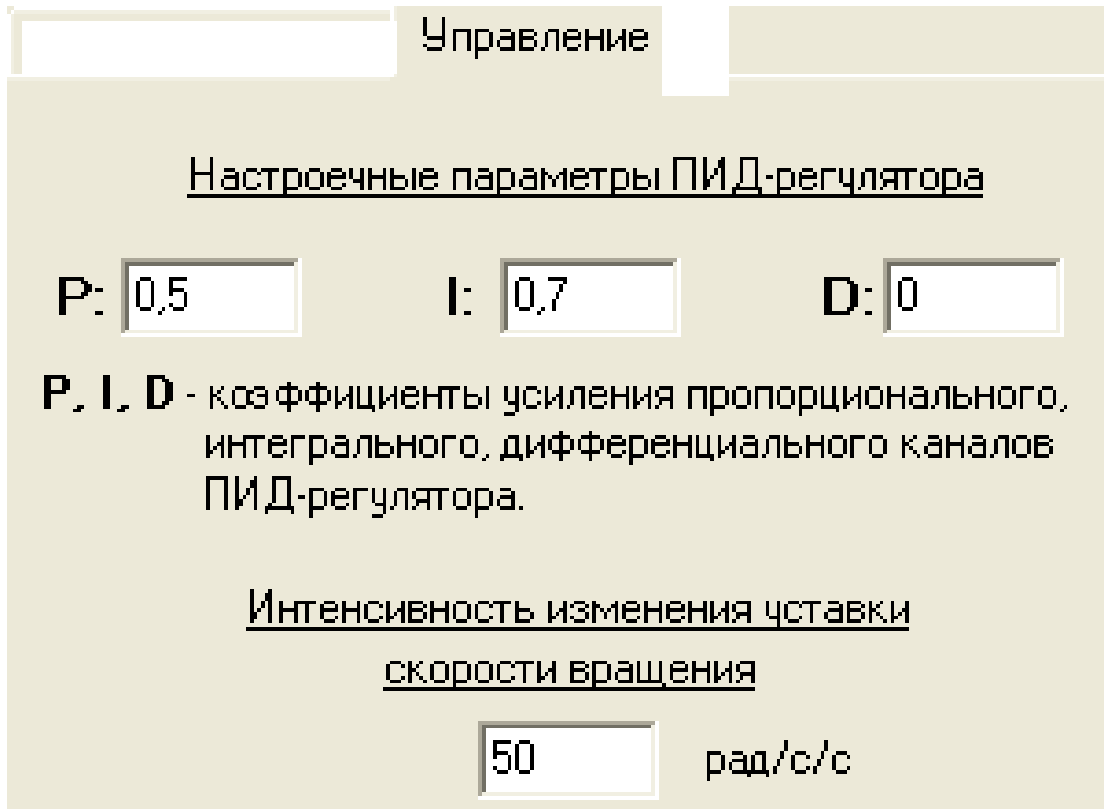 Управление
Настроечные параметры ПИД-регулятора
P: 0,5 I: 0,7 D: 0
P, I, D - коэффициенты усиления пропорционального,
интегрального, дифференциального каналов
ПИД-регулятора.
Интенсивность изменения уставки
скорости вращения
50 рад/с/с